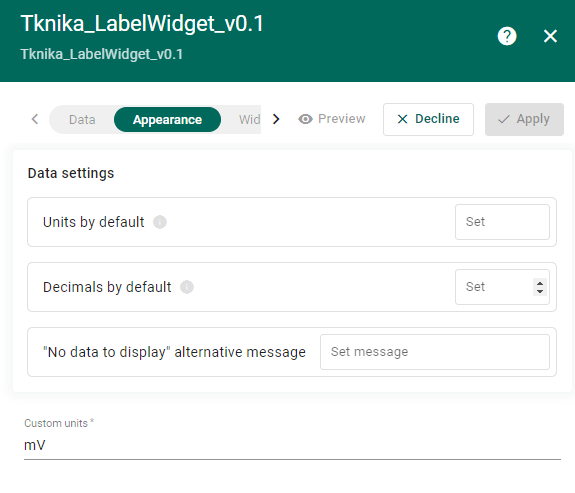 Tknika_LabelWidget_v0.1
Tknika_LabelWidget_v0.1
Data Appearance Wid Preview Decline Apply
Data settings
Units by default Set
Decimals by default Set
"No data to display" alternative message Set message
Custom units *
mV